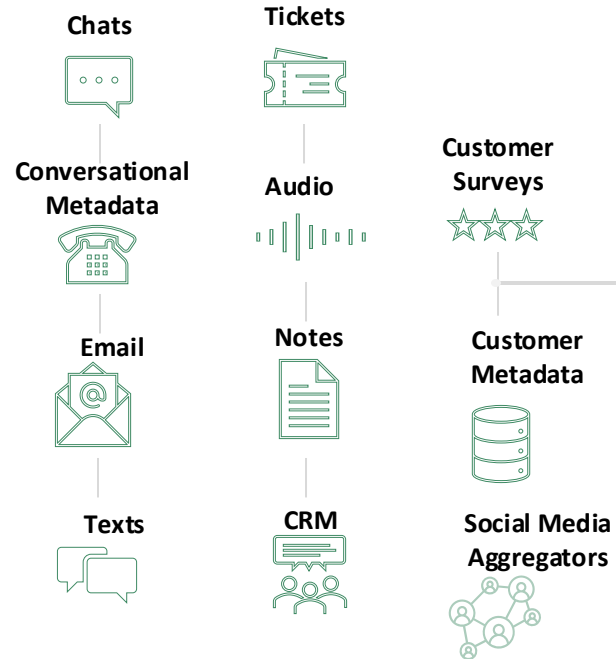 Chats
Conversational
Metadata
Email
Texts
Tickets
Audio
Notes
CRM
Customer
Surveys
Customer
Metadata
Social Media
Aggregators